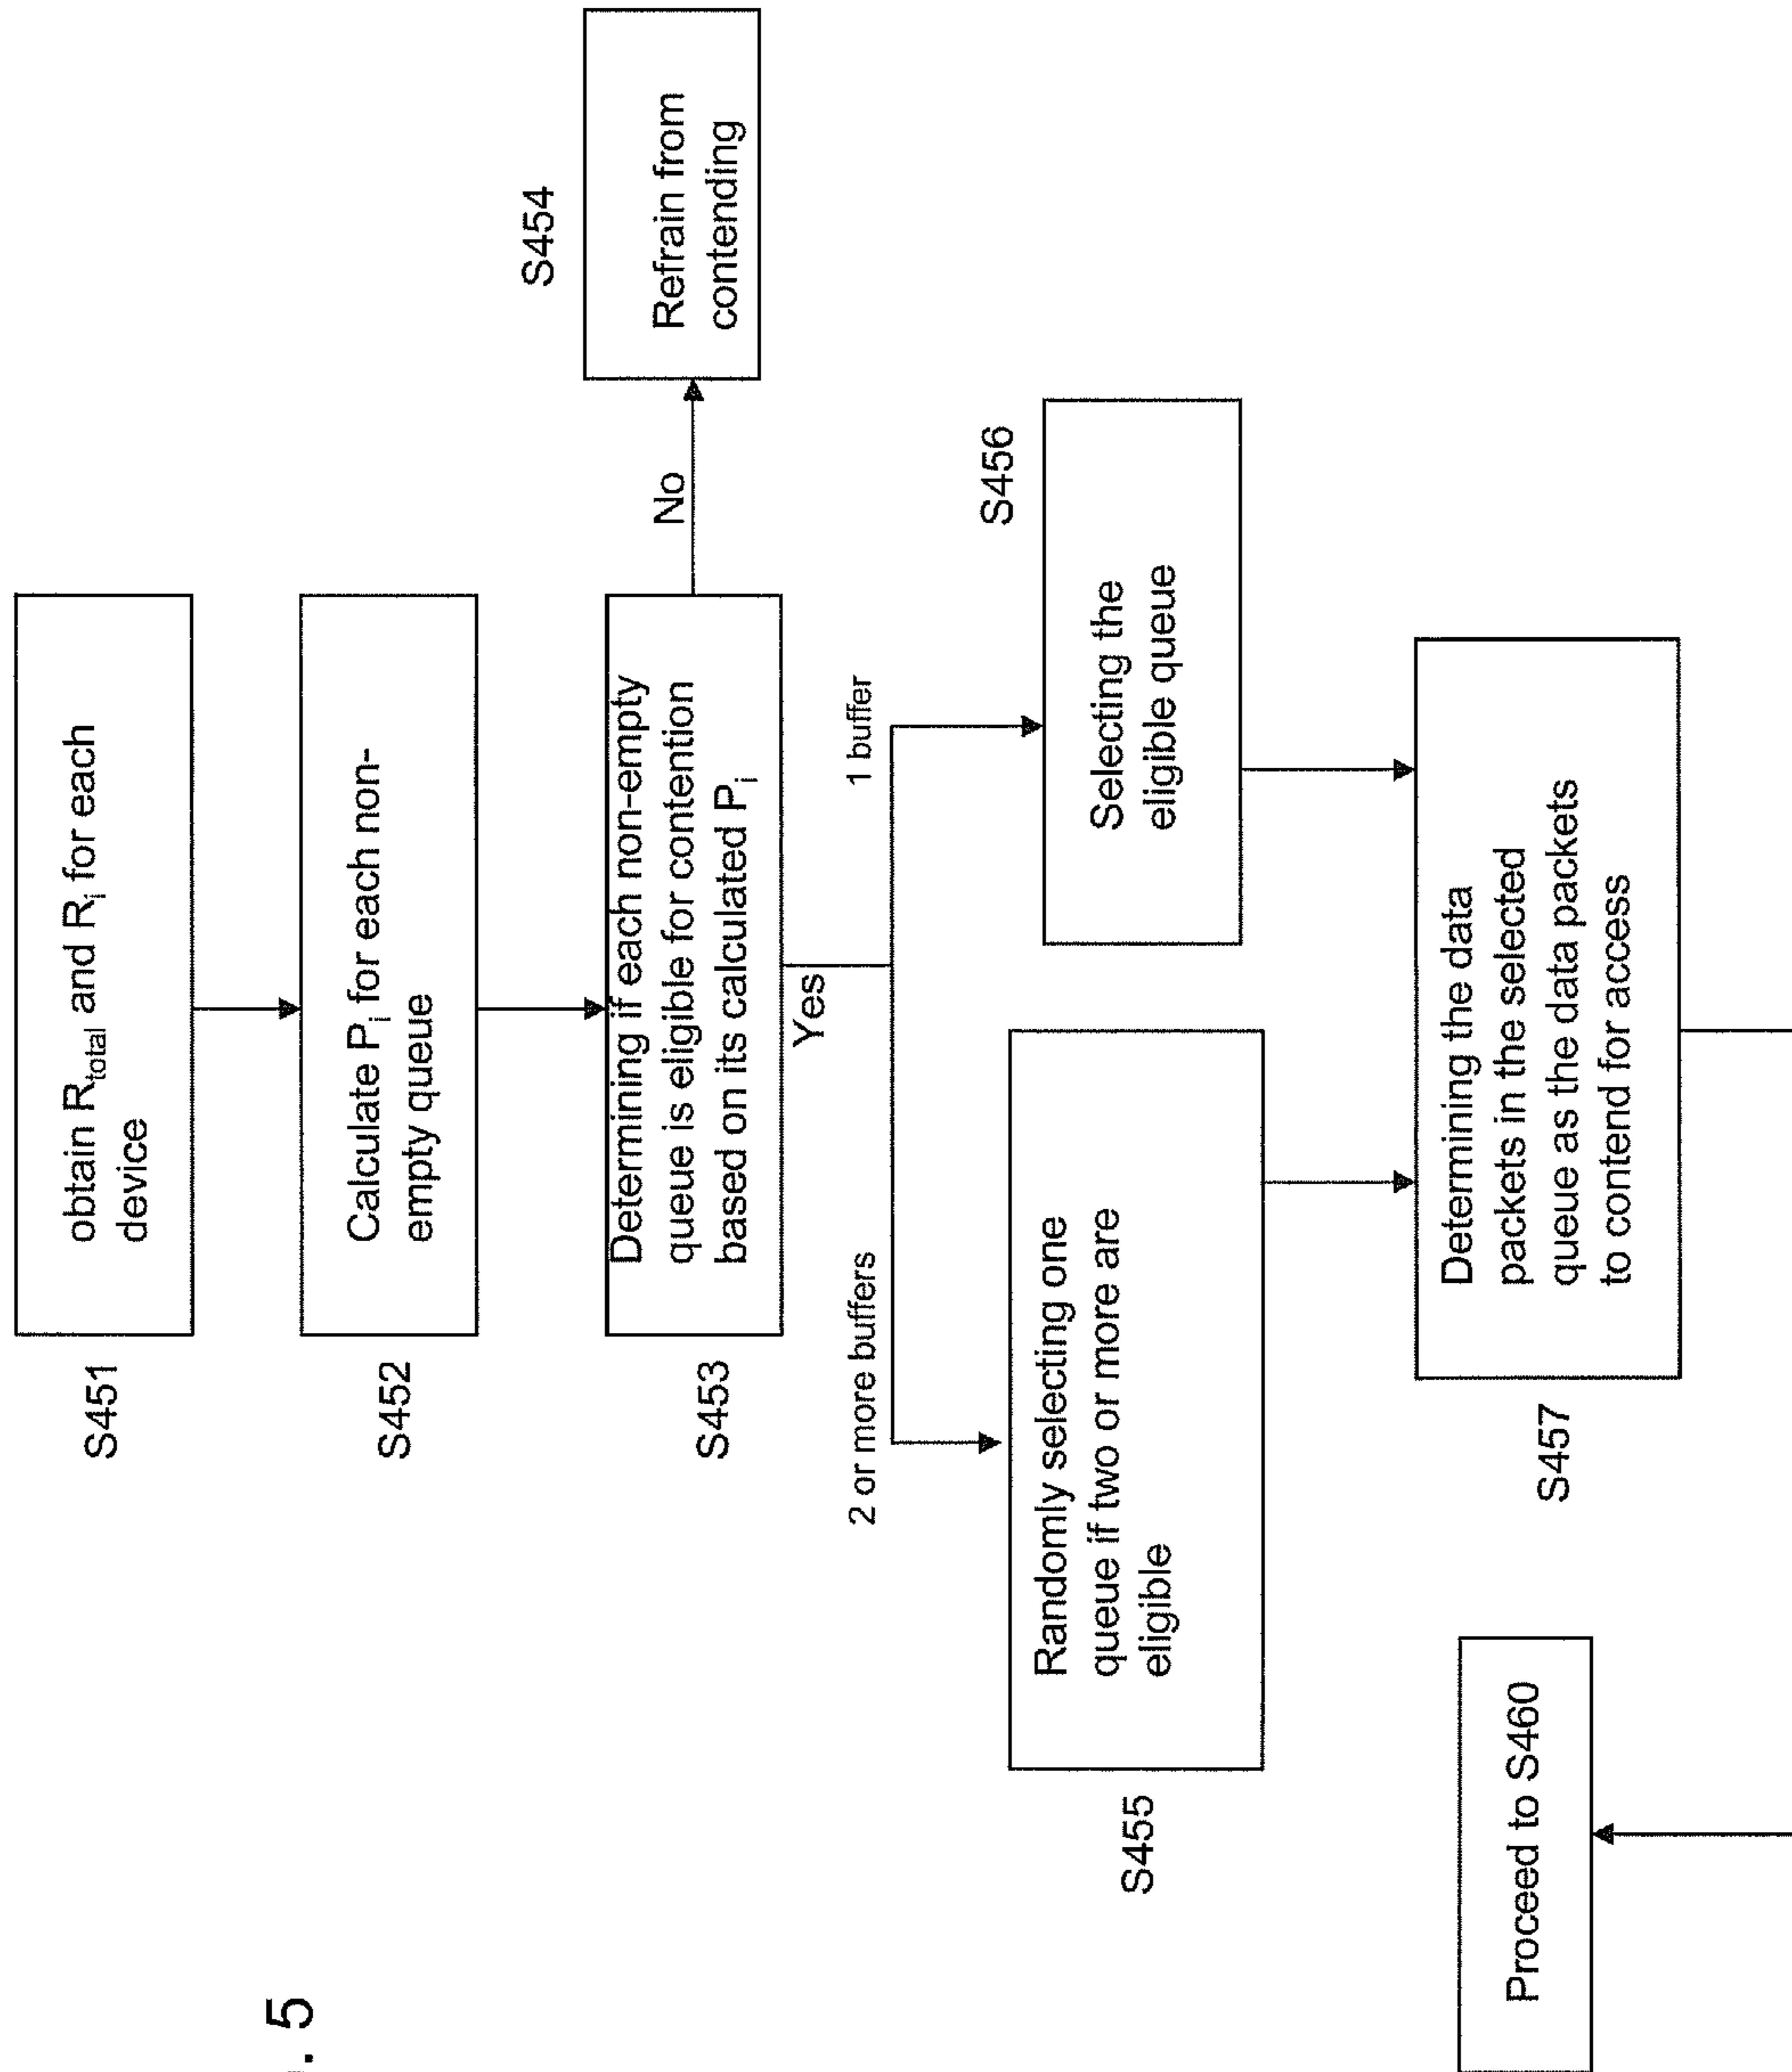 . 5
S451
obtain R_total and R_i for each
device
S452
Calculate P_i for each non-
empty queue
S453
Determining if each non-empty
queue is eligible for contention
based on its calculated P_i
No
S454
Refrain from
contending
Yes
2 or more buffers
1 buffer
S455
Randomly selecting one
queue if two or more are
eligible
S456
Selecting the
eligible queue
S457
Determining the data
packets in the selected
queue as the data packets
to contend for access
Proceed to S460